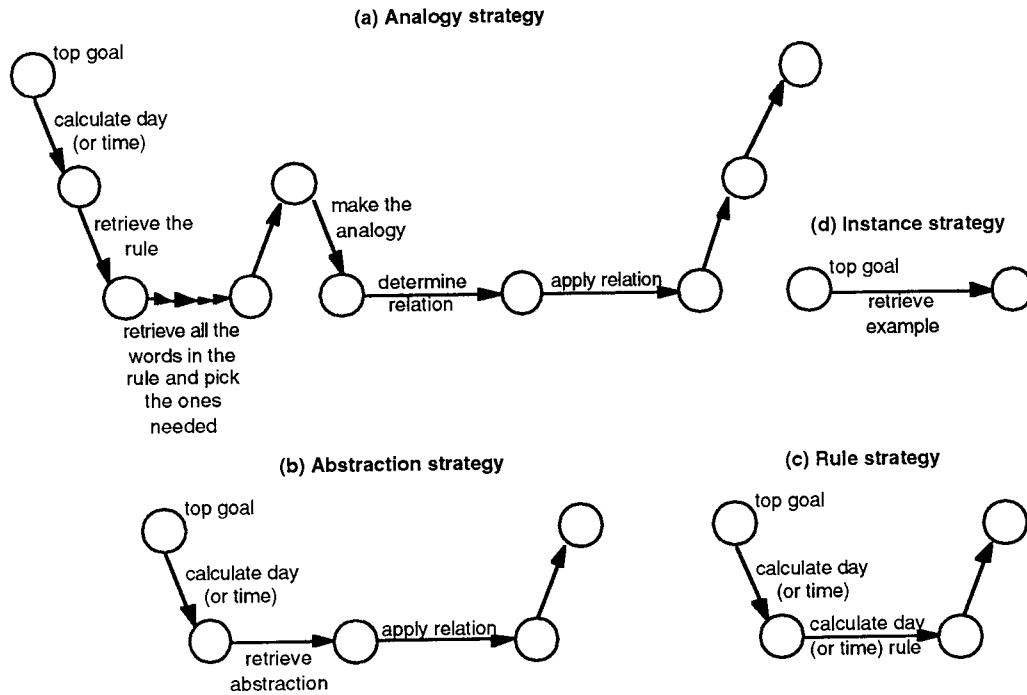 (a) Analogy strategy
top goal
calculate day
(or time)
retrieve the
rule
retrieve all the
words in the
rule and pick
the ones
needed
make the
analogy
determine
relation
apply relation
(d) Instance strategy
top goal
retrieve
example
(b) Abstraction strategy
top goal
calculate day
(or time)
retrieve
abstraction
apply relation
(c) Rule strategy
top goal
calculate day
(or time)
calculate day
(or time) rule